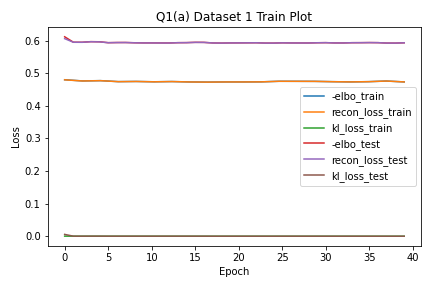 Q1(a) Dataset 1 Train Plot
Loss
0.6
0.5
0.4
0.3
0.2
0.1
0.0
-elbo_train
recon_loss_train
kl_loss_train
-elbo_test
recon_loss_test
kl_loss_test
0 5 10 15 20 25 30 35 40
Epoch